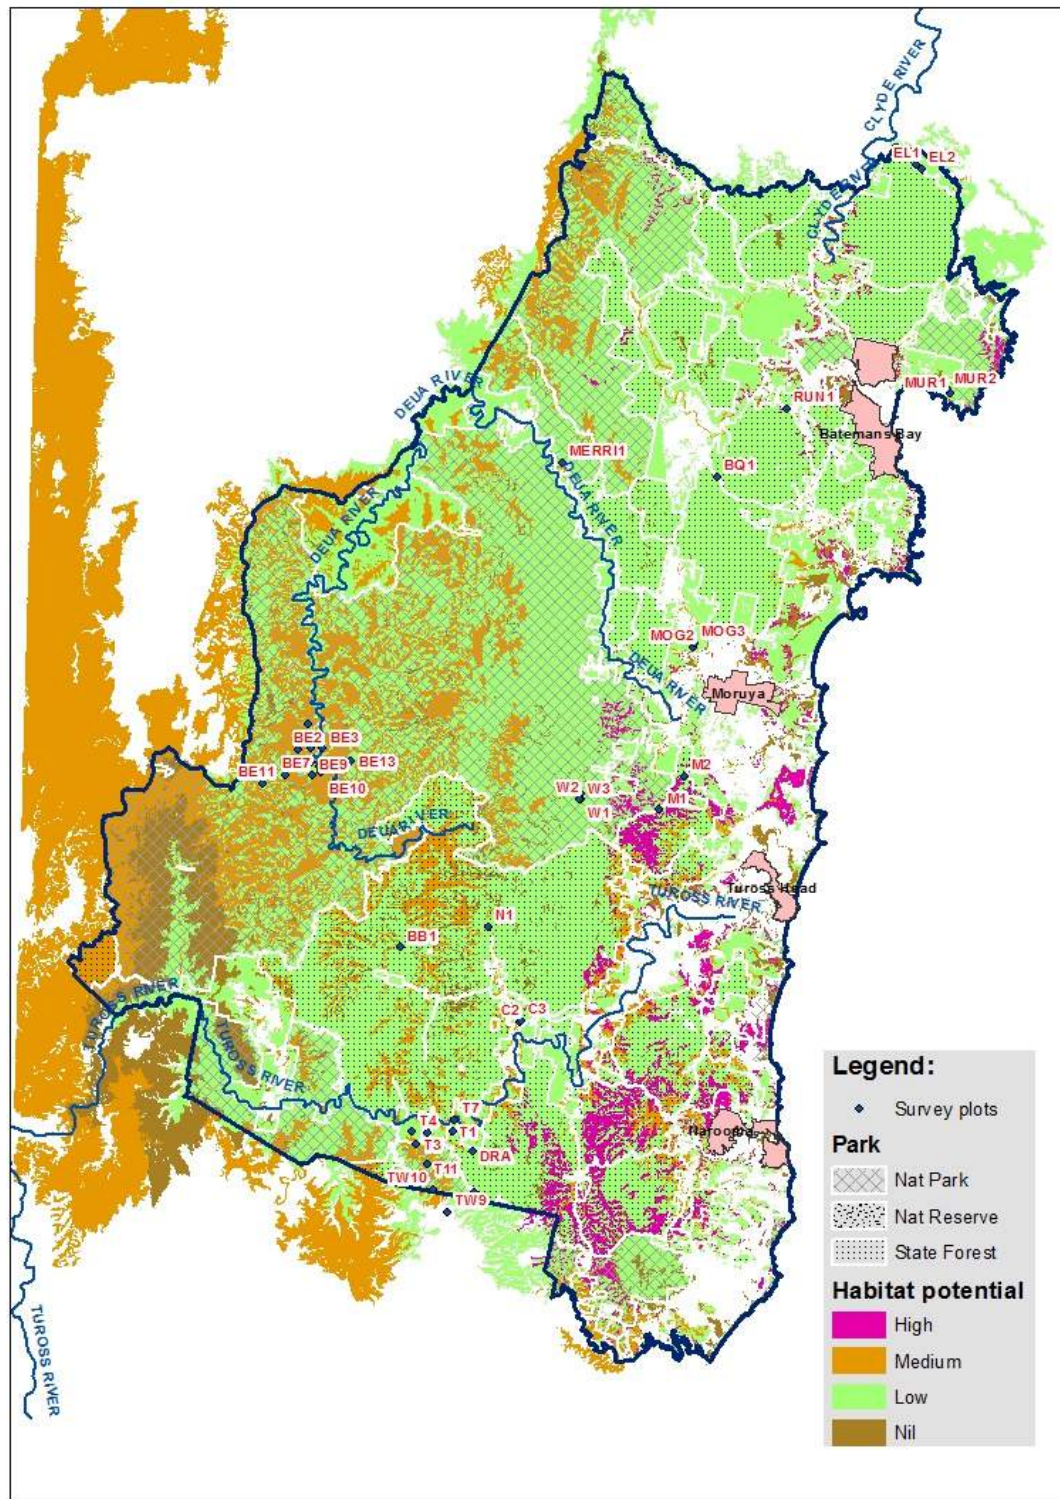 CLYDE RIVER
EL1
EL2
CLYDE RIVER
DEUA RIVER
MUR1
MUR2
RUN1
Batemans Bay
MERRI1
DEUA RIVER
BQ1
DEUA RIVER
MOG2
MOG3
DEUA RIVER
Moruya
BE2
BE3
BE11
BE7
BE9
BE13
BE10
M2
W2
W3
W1
M1
DEUA RIVER
Tuross Head
TUROSS RIVER
N1
BB1
TUROSS RIVER
C2
C3
TUROSS RIVER
T7
T4
T1
T3
DRA
T11
TW10
TW9
Narooma
TUROSS RIVER
Legend:
Survey plots
Park
Nat Park
Nat Reserve
State Forest
Habitat potential
High
Medium
Low
Nil